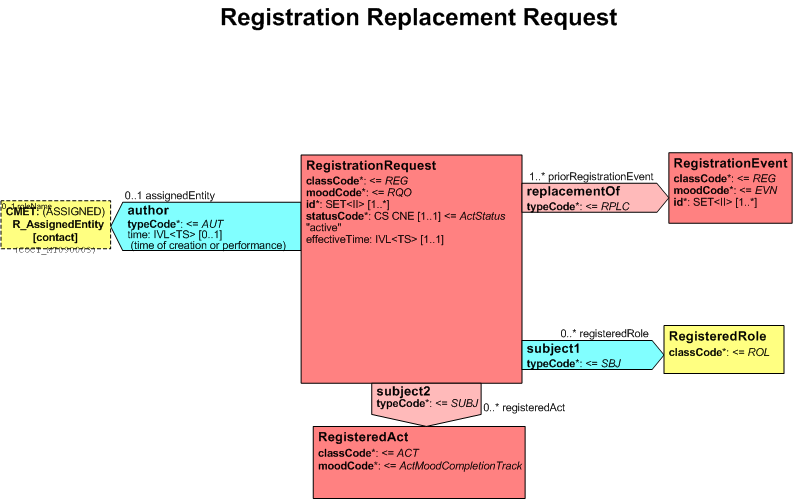 Registration Replacement Request
RegistrationRequest
classCode*: <= REG
moodCode*: <= RQO
id*: SET<II> [1..*]
statusCode*: CS CNE [1..1] <= ActStatus
"active"
effectiveTime: IVL<TS> [1..1]
0..1 assignedEntity
author
typeCode*: <= AUT
time: IVL<TS> [0..1]
(time of creation or performance)
0..1 roleName
CMET: (ASSIGNED)
R_AssignedEntity
[contact]
1..* priorRegistrationEvent
replacementOf
typeCode*: <= RPLC
RegistrationEvent
classCode*: <= REG
moodCode*: <= EVN
id*: SET<II> [1..*]
0..* registeredRole
subject1
typeCode*: <= SBJ
RegisteredRole
classCode*: <= ROL
subject2
typeCode*: <= SUBJ
0..* registeredAct
RegisteredAct
classCode*: <= ACT
moodCode*: <= ActMoodCompletionTrack